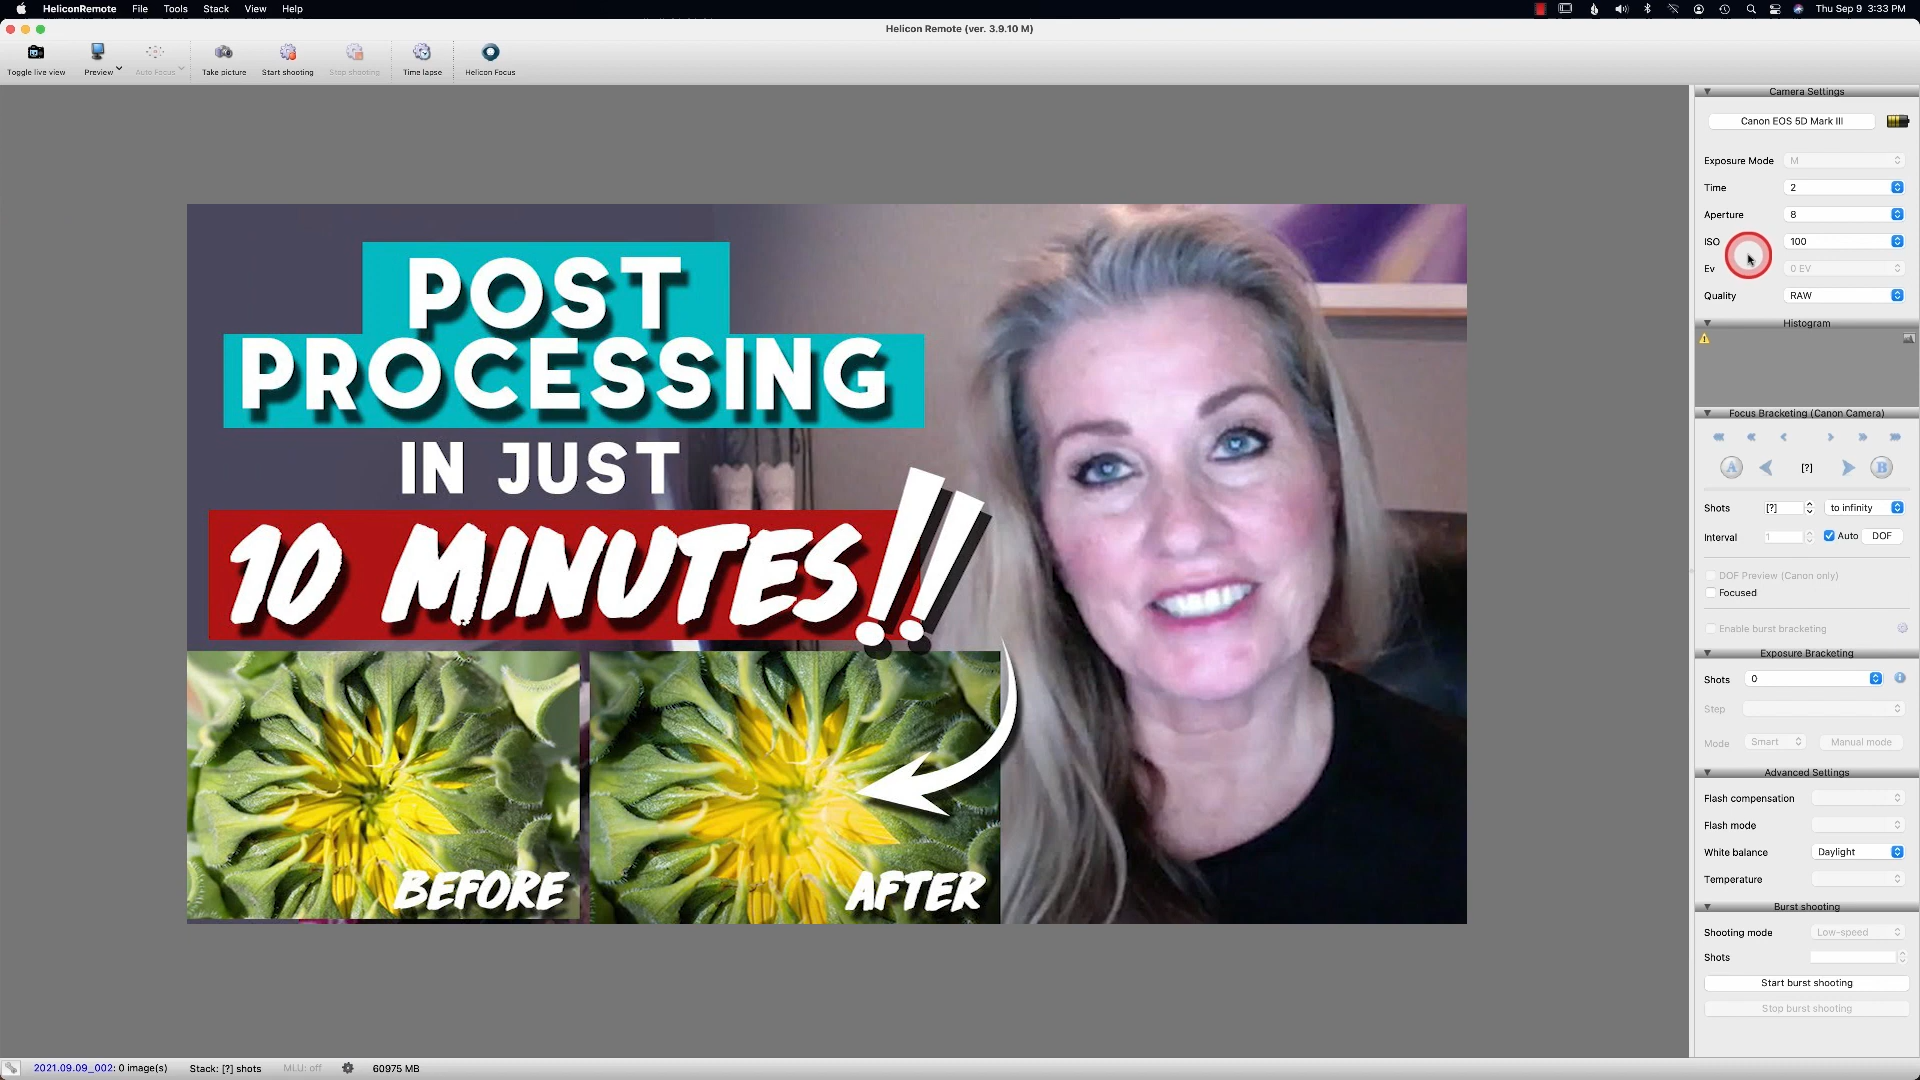 HeliconRemote File Tools Stack View Window Help
Thu Sep 9 3:33 PM
Helicon Remote (ver. 3.9.10 M)
Toggle live view Preview Auto Focus Take picture Start shooting Stop shooting Time lapse Helicon Focus
POST
PROCESSING
IN JUST
10 MINUTES!!
BEFORE
AFTER
Camera Settings
Canon EOS 5D Mark III
Exposure Mode M
Time 2
Aperture 8
ISO 100
Ev 0 EV
Quality RAW
Histogram
Focus Bracketing (Canon Camera)
A [?] B
Shots [?] to infinity
Interval 1 Auto DOF
DOF Preview (Canon only)
Focused
Enable burst bracketing
Exposure Bracketing
Shots 0
Step
Mode Smart Manual mode
Advanced Settings
Flash compensation
Flash mode
White balance Daylight
Temperature
Burst shooting
Shooting mode Low-speed
Shots
Start burst shooting
Stop burst shooting
2021.09.09_002: 0 image(s) Stack: [?] shots MLU: off 60975 MB